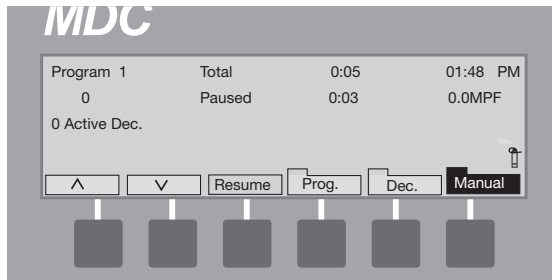 MDC
Program 1 Total 0:05 01:48 PM
0 Paused 0:03 0.0MPF
0 Active Dec.
Resume Prog. Dec. Manual